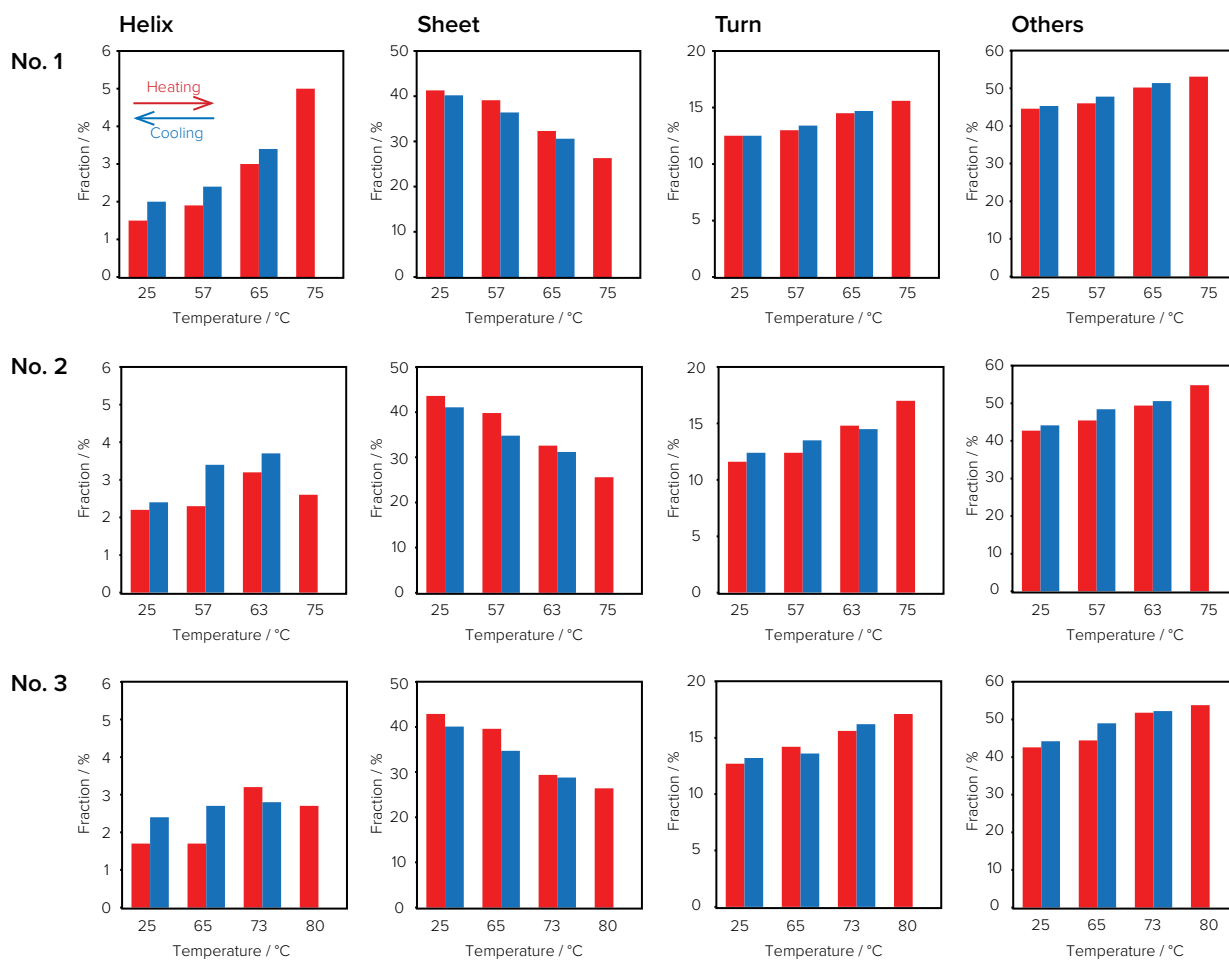 Helix Sheet Turn Others
No. 1
6 50 20 60
5 40 15 50
4 30 10 40
3 20 5 30
2 10 0 20
1 0 10
0 0
Heating
Cooling
Fraction / % Fraction / % Fraction / % Fraction / %
25 57 65 75 25 57 65 75 25 57 65 75 25 57 65 75
Temperature / °C Temperature / °C Temperature / °C Temperature / °C
No. 2
6 50 20 60
5 40 15 50
4 30 10 40
3 20 5 30
2 10 0 20
1 0 10
0 0
Fraction / % Fraction / % Fraction / % Fraction / %
25 57 63 75 25 57 63 75 25 57 63 75 25 57 63 75
Temperature / °C Temperature / °C Temperature / °C Temperature / °C
No. 3
6 50 20 60
5 40 15 50
4 30 10 40
3 20 5 30
2 10 0 20
1 0 10
0 0
Fraction / % Fraction / % Fraction / % Fraction / %
25 65 73 80 25 65 73 80 25 65 73 80 25 65 73 80
Temperature / °C Temperature / °C Temperature / °C Temperature / °C